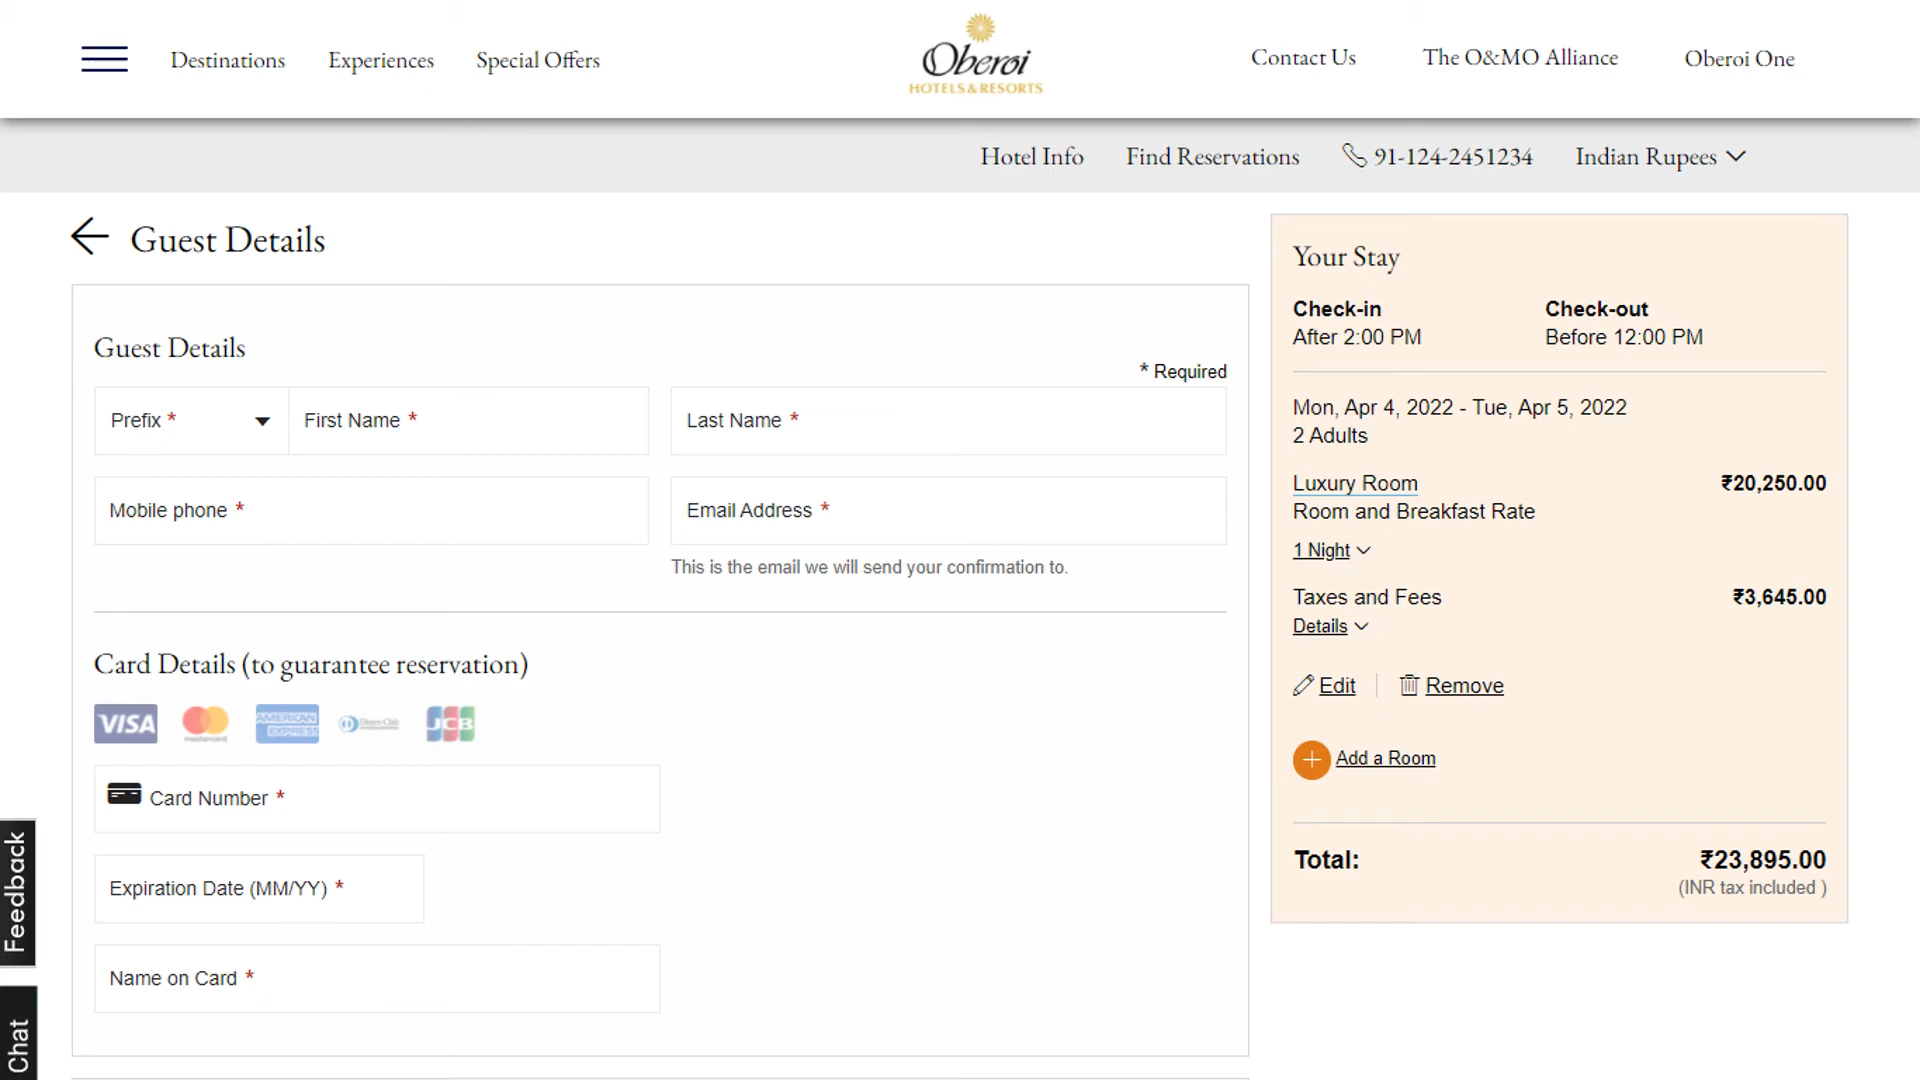 Destinations
Experiences
Special Offers
Oberoi
HOTELS & RESORTS
Contact Us
The O&MO Alliance
Oberoi One
Hotel Info
Find Reservations
91-124-2451234
Indian Rupees
Guest Details
Guest Details
* Required
Prefix *
First Name *
Last Name *
Mobile phone *
Email Address *
This is the email we will send your confirmation to.
Card Details (to guarantee reservation)
VISA
mastercard
AMERICAN
EXPRESS
Diners Club
JCB
Card Number *
Expiration Date (MM/YY) *
Name on Card *
Feedback
Chat
Your Stay
Check-in
After 2:00 PM
Check-out
Before 12:00 PM
Mon, Apr 4, 2022 - Tue, Apr 5, 2022
2 Adults
Luxury Room ₹20,250.00
Room and Breakfast Rate
1 Night
Taxes and Fees ₹3,645.00
Details
Edit
Remove
Add a Room
Total: ₹23,895.00
(INR tax included )